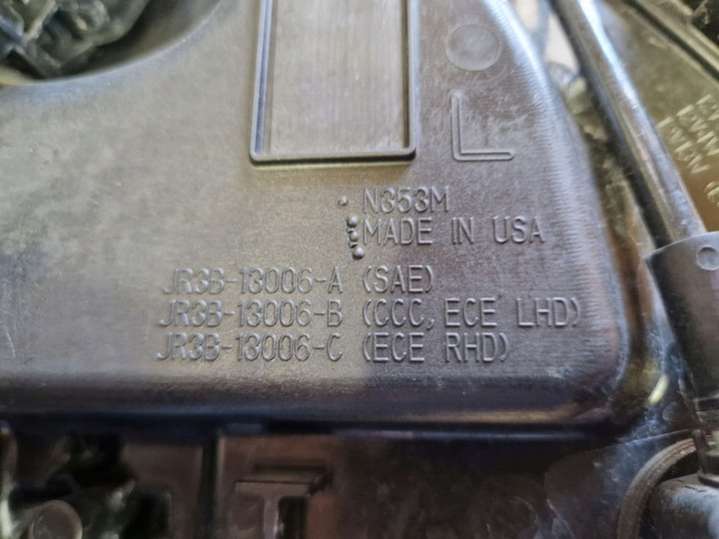 L
N353M
MADE IN USA
JR3B-13006-A (SAE)
JR3B-13006-B (CCC, ECE LHD)
JR3B-13006-C (ECE RHD)